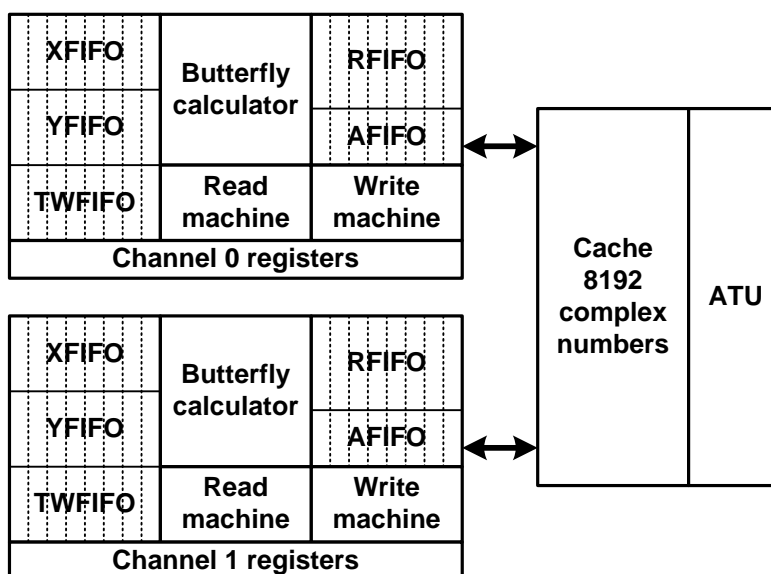 XFIFO
YFIFO
TWFIFO
Butterfly
calculator
RFIFO
AFIFO
Read
machine
Write
machine
Channel 0 registers
XFIFO
YFIFO
TWFIFO
Butterfly
calculator
RFIFO
AFIFO
Read
machine
Write
machine
Channel 1 registers
Cache
8192
complex
numbers
ATU